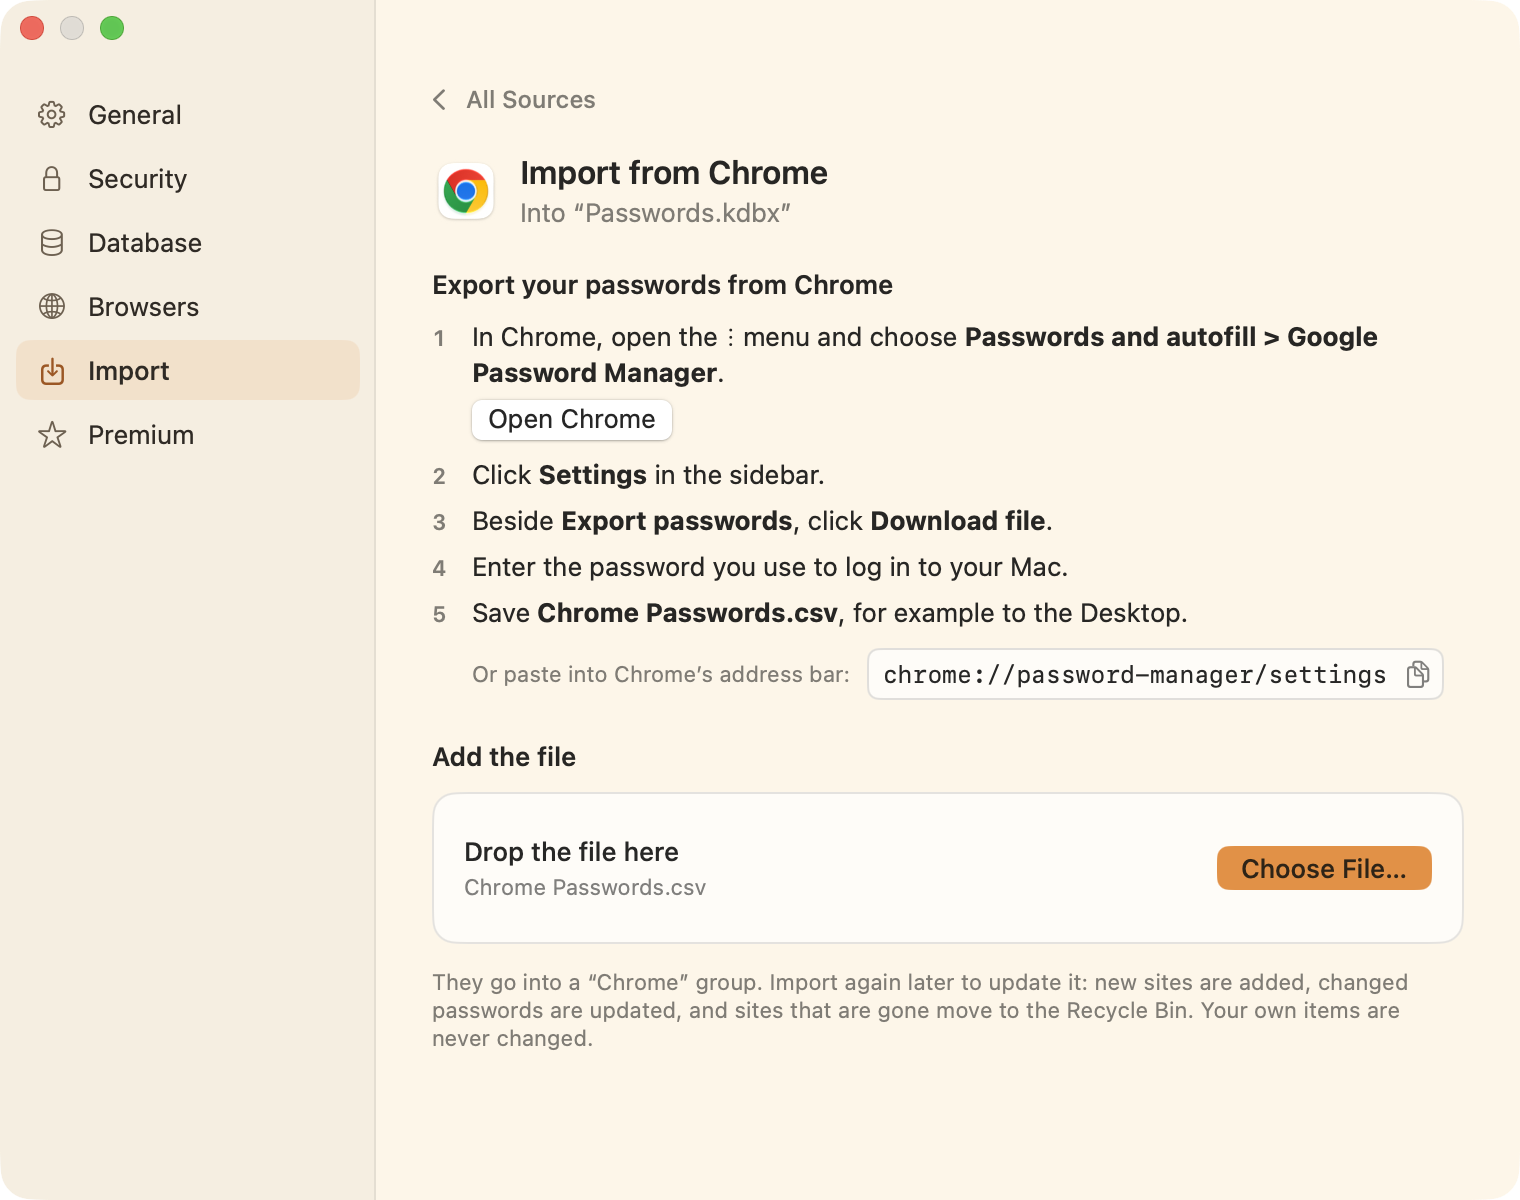 General
Security
Database
Browsers
Import
Premium
All Sources
Import from Chrome
Into “Passwords.kdbx”
Export your passwords from Chrome
1 In Chrome, open the ⋮ menu and choose Passwords and autofill > Google
Password Manager.
Open Chrome
2 Click Settings in the sidebar.
3 Beside Export passwords, click Download file.
4 Enter the password you use to log in to your Mac.
5 Save Chrome Passwords.csv, for example to the Desktop.
Or paste into Chrome’s address bar: chrome://password-manager/settings
Add the file
Drop the file here
Chrome Passwords.csv
Choose File...
They go into a “Chrome” group. Import again later to update it: new sites are added, changed
passwords are updated, and sites that are gone move to the Recycle Bin. Your own items are
never changed.